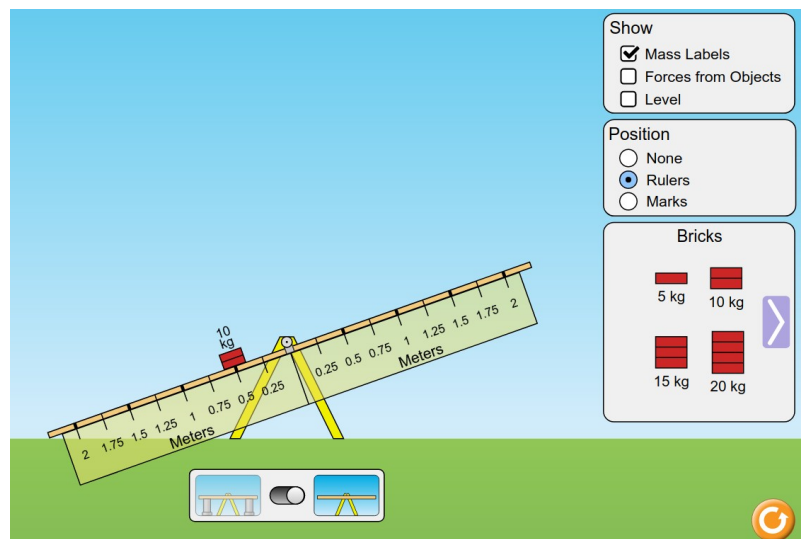 Show
Mass Labels
Forces from Objects
Level
Position
None
Rulers
Marks
Bricks
5 kg
10 kg
15 kg
20 kg
10
kg
2 1.75 1.5 1.25 1 0.75 0.5 0.25
Meters
0.25 0.5 0.75 1 1.25 1.5 1.75 2
Meters